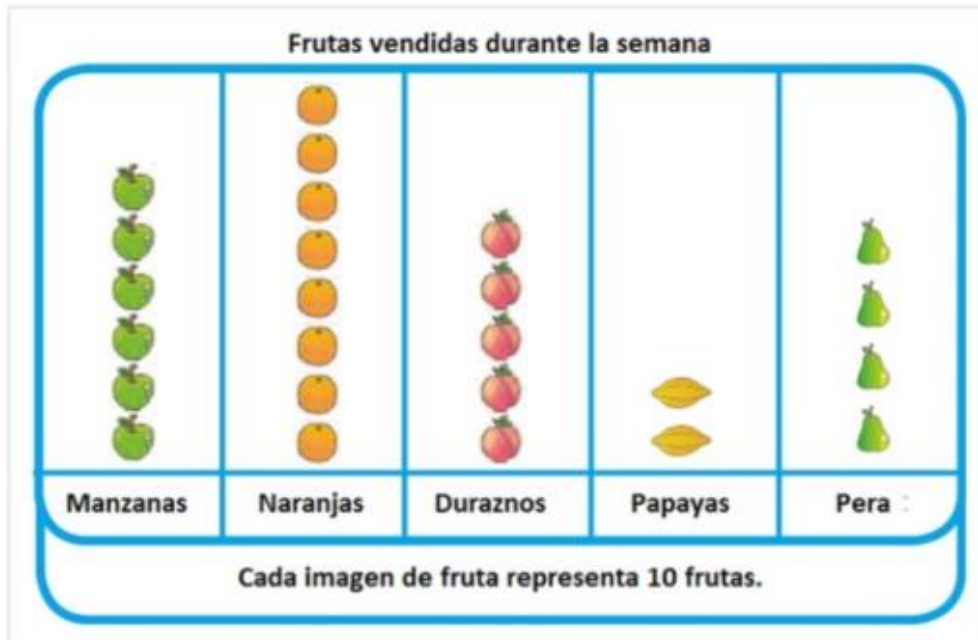 Frutas vendidas durante la semana
Manzanas Naranjas Duraznos Papayas Pera
Cada imagen de fruta representa 10 frutas.